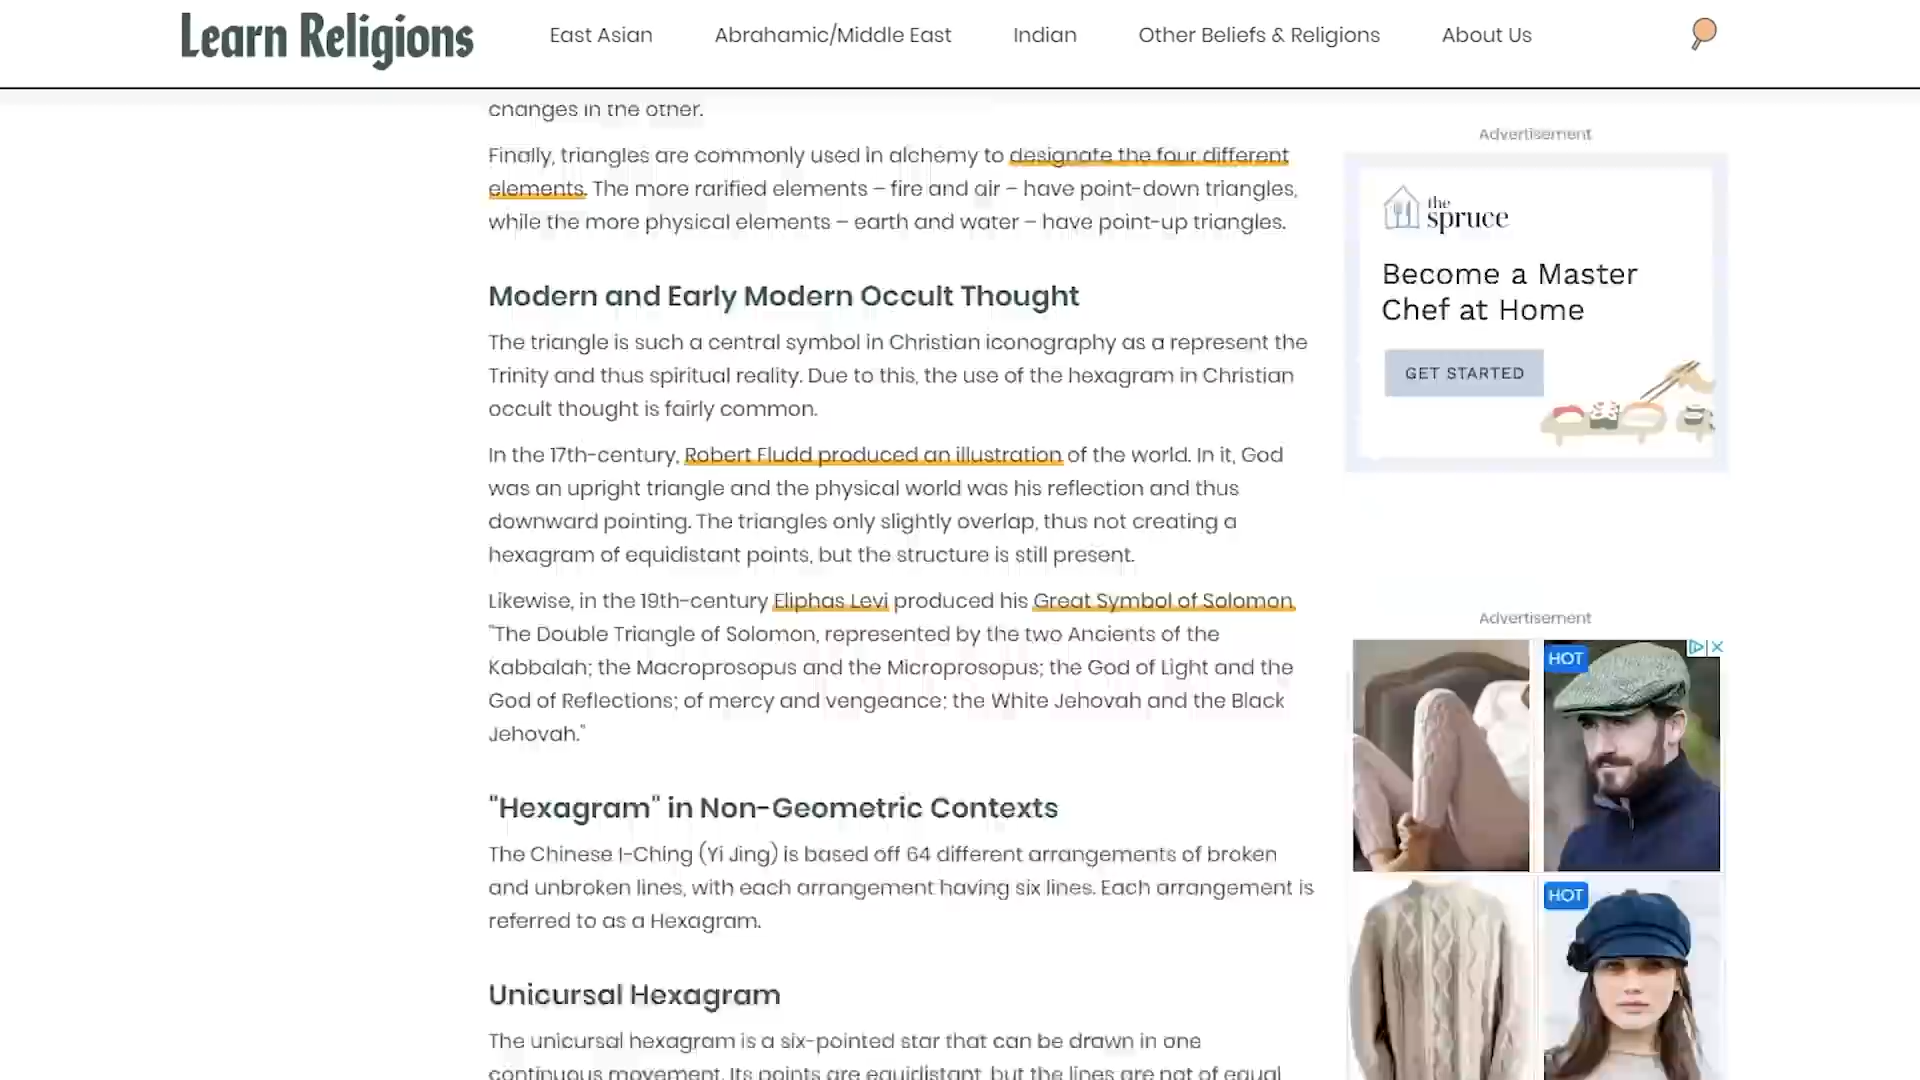 Learn Religions
East Asian
Abrahamic/Middle East
Indian
Other Beliefs & Religions
About Us
changes in the other.
Finally, triangles are commonly used in alchemy to designate the four different
elements. The more rarified elements – fire and air – have point-down triangles,
while the more physical elements – earth and water – have point-up triangles.
Modern and Early Modern Occult Thought
The triangle is such a central symbol in Christian iconography as a represent the
Trinity and thus spiritual reality. Due to this, the use of the hexagram in Christian
occult thought is fairly common.
In the 17th-century, Robert Fludd produced an illustration of the world. In it, God
was an upright triangle and the physical world was his reflection and thus
downward pointing. The triangles only slightly overlap, thus not creating a
hexagram of equidistant points, but the structure is still present.
Likewise, in the 19th-century Eliphas Levi produced his Great Symbol of Solomon,
"The Double Triangle of Solomon, represented by the two Ancients of the
Kabbalah; the Macroprosopus and the Microprosopus; the God of Light and the
God of Reflections; of mercy and vengeance; the White Jehovah and the Black
Jehovah."
"Hexagram" in Non-Geometric Contexts
The Chinese I-Ching (Yi Jing) is based off 64 different arrangements of broken
and unbroken lines, with each arrangement having six lines. Each arrangement is
referred to as a Hexagram.
Unicursal Hexagram
The unicursal hexagram is a six-pointed star that can be drawn in one
continuous movement. Its points are equidistant, but the lines are not of equal
Advertisement
the
spruce
Become a Master
Chef at Home
GET STARTED
Advertisement
HOT
HOT